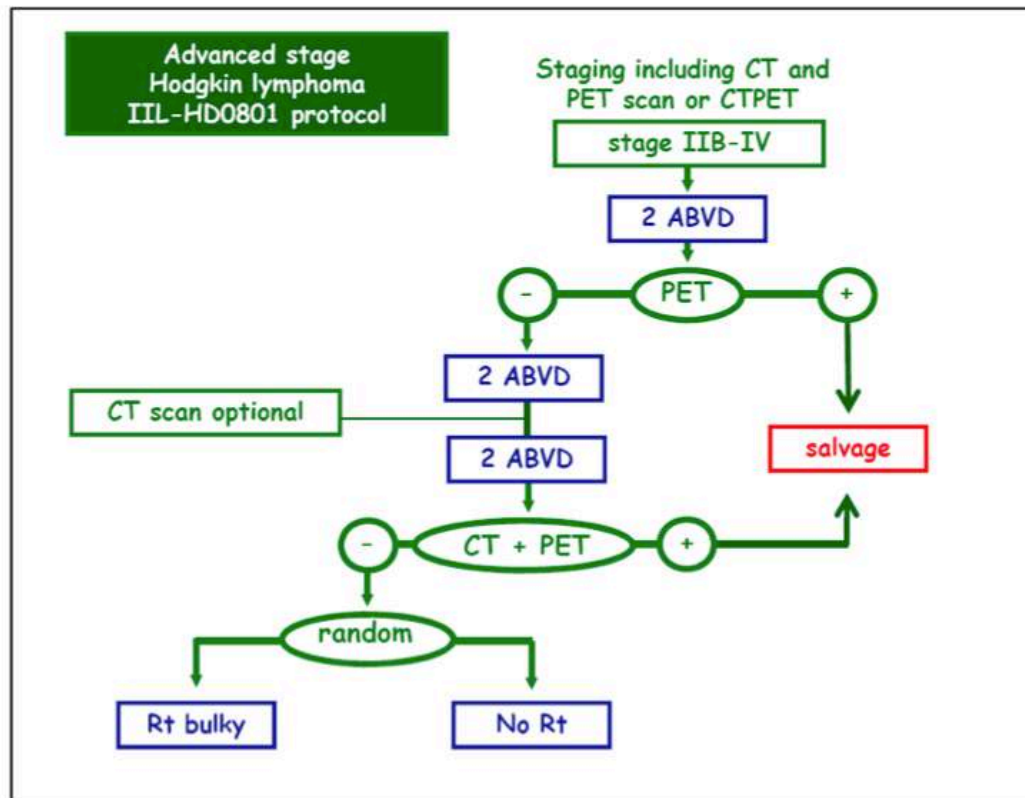 Advanced stage
Hodgkin lymphoma
IIL-HD0801 protocol
Staging including CT and
PET scan or CTPET
stage IIB-IV
2 ABVD
-
PET
+
2 ABVD
CT scan optional
2 ABVD
salvage
-
CT + PET
+
random
Rt bulky
No Rt